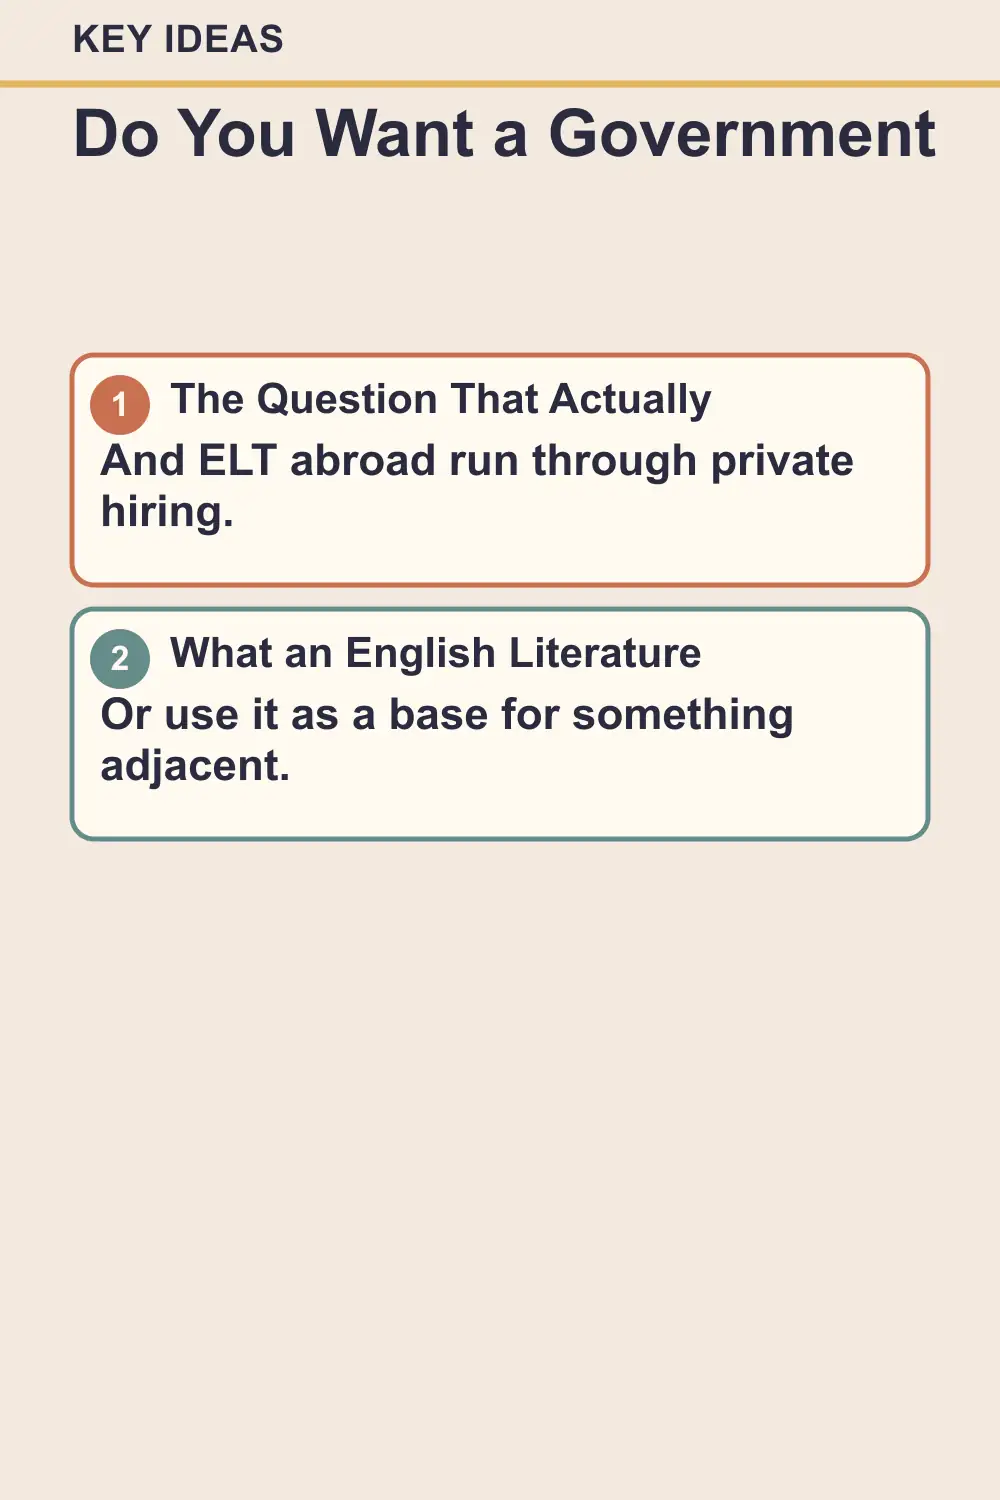 KEY IDEAS
Do You Want a Government
1
The Question That Actually
And ELT abroad run through private
hiring.
2
What an English Literature
Or use it as a base for something
adjacent.